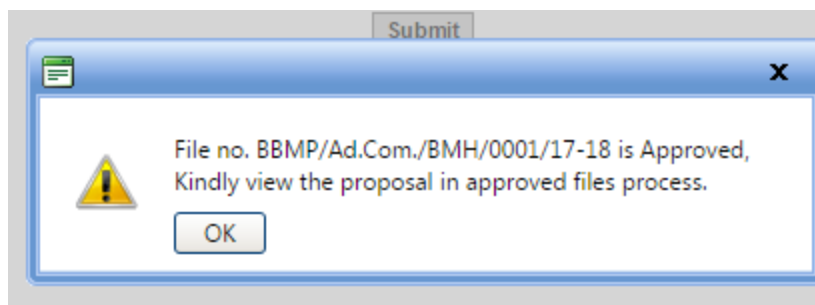 Submit
x
File no. BBMP/Ad.Com./BMH/0001/17-18 is Approved,
Kindly view the proposal in approved files process.
OK